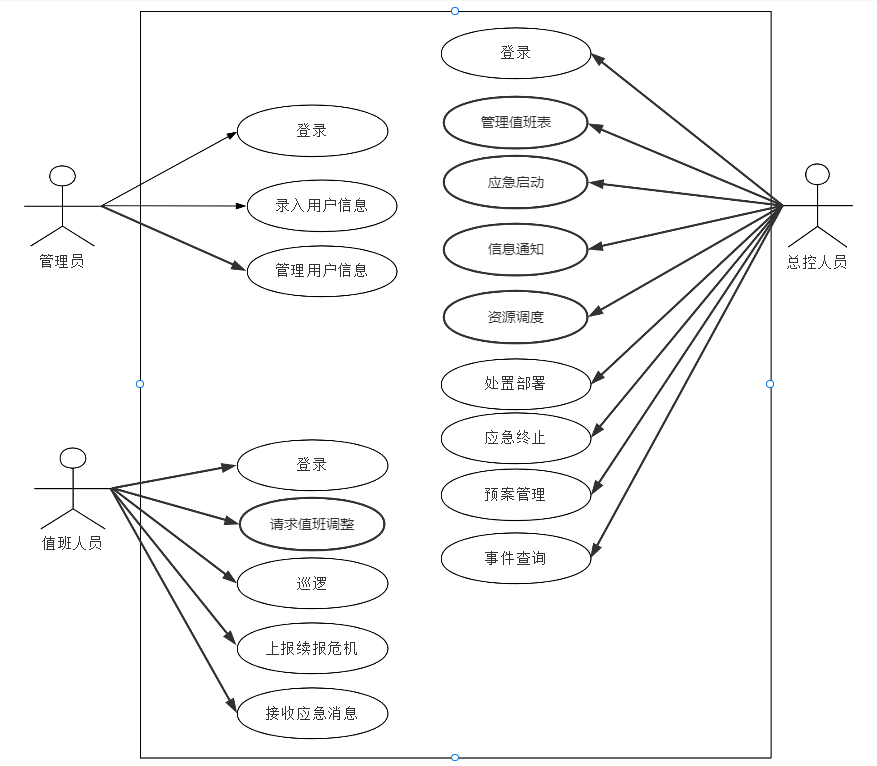 登录
录入用户信息
管理用户信息
管理员
登录
请求值班调整
巡逻
上报续报危机
接收应急消息
值班人员
登录
管理值班表
应急启动
信息通知
资源调度
处置部署
应急终止
预案管理
事件查询
总控人员